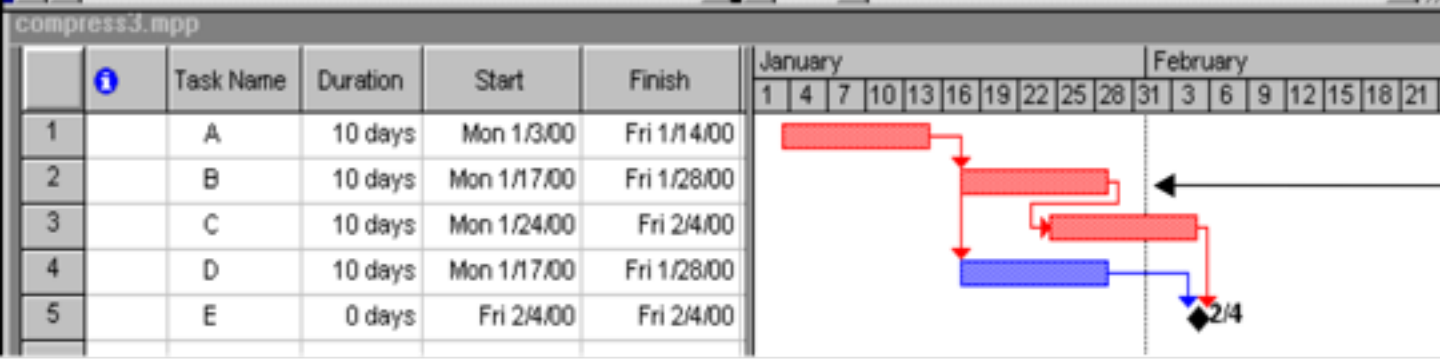 compress3.mpp
Task Name Duration Start Finish January February
1 4 7 10 13 16 19 22 25 28 31 3 6 9 12 15 18 21
1 A 10 days Mon 1/3/00 Fri 1/14/00
2 B 10 days Mon 1/17/00 Fri 1/28/00
3 C 10 days Mon 1/24/00 Fri 2/4/00
4 D 10 days Mon 1/17/00 Fri 1/28/00
5 E 0 days Fri 2/4/00 Fri 2/4/00 2/4